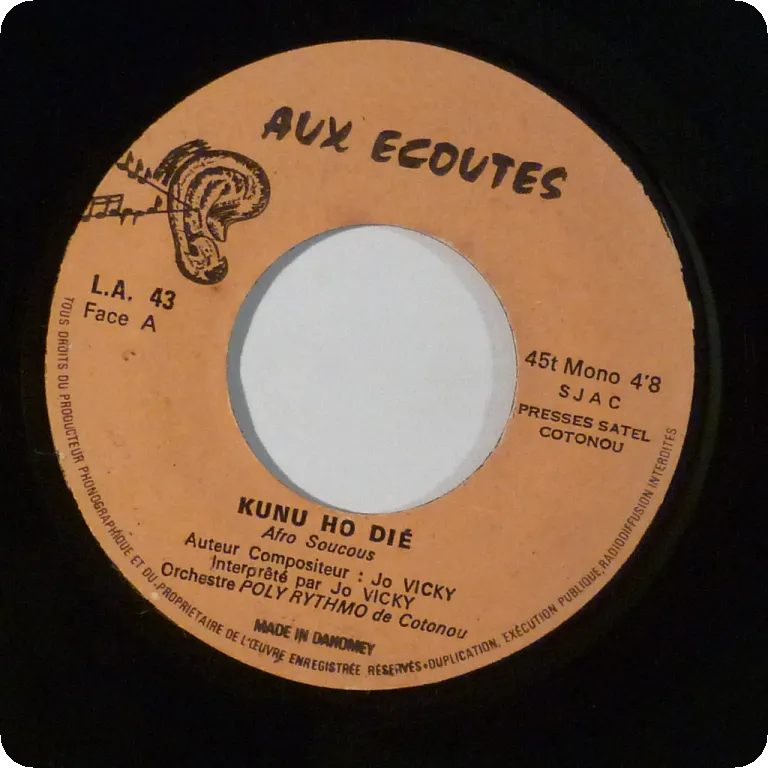 AUX ECOUTES
L.A. 43
Face A
45t Mono 4'8
SJAC
PRESSES SATEL
COTONOU
KUNU HO DIÉ
Afro Soucous
Auteur Compositeur : Jo VICKY
Interprêté par Jo VICKY
Orchestre POLY RYTHMO de Cotonou
MADE IN DAHOMEY
TOUS DROITS DU PRODUCTEUR PHONOGRAPHIQUE ET DU PROPRIETAIRE DE L'ŒUVRE ENREGISTRÉE RÉSERVÉS•DUPLICATION, EXÉCUTION PUBLIQUE, RADIODIFFUSION INTERDITES